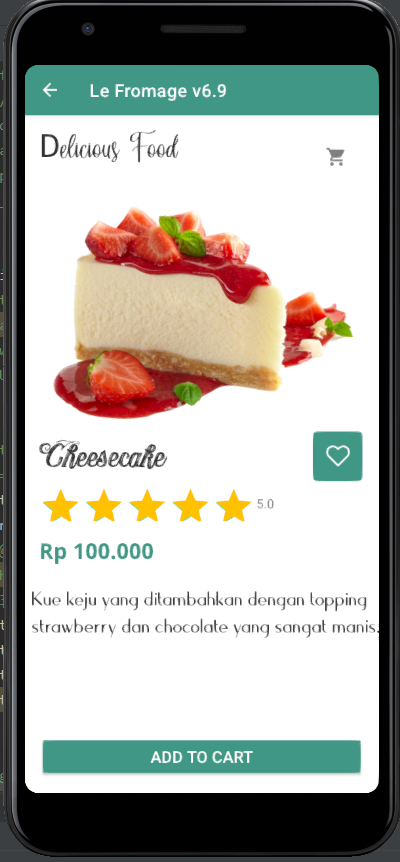 Le Fromage v6.9
Delicious Food
Cheesecake
5.0
Rp 100.000
Kue keju yang ditambahkan dengan topping
strawberry dan chocolate yang sangat manis.
ADD TO CART